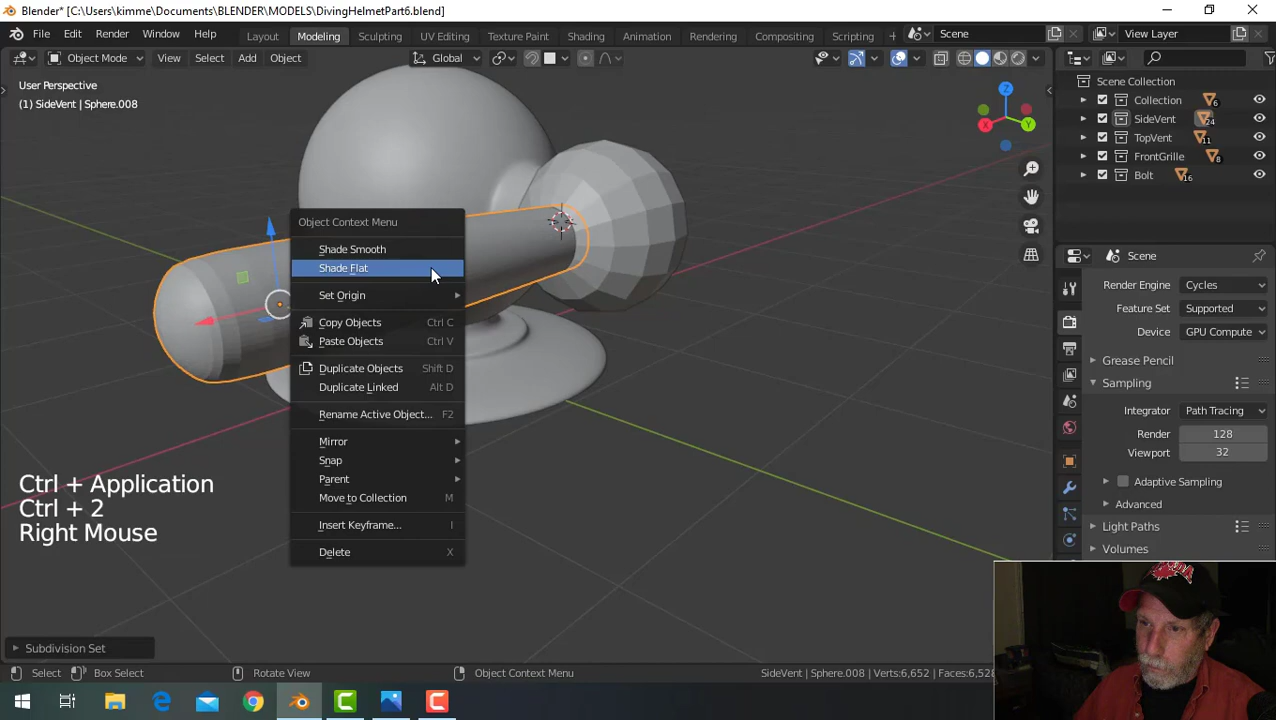 Blender* [C:\Users\kimme\Documents\BLENDER\MODELS\DivingHelmetPart6.blend]
File Edit Render Window Help Layout Modeling Sculpting UV Editing Texture Paint Shading Animation Rendering Compositing Scripting + Scene View Layer
Object Mode View Select Add Object Global
User Perspective
(1) SideVent | Sphere.008
Z
X
Y
Scene Collection
Collection 6
SideVent 24
TopVent 11
FrontGrille 8
Bolt 16
Object Context Menu
Shade Smooth
Shade Flat
Set Origin
Copy Objects Ctrl C
Paste Objects Ctrl V
Duplicate Objects Shift D
Duplicate Linked Alt D
Rename Active Object... F2
Mirror
Snap
Parent
Move to Collection M
Insert Keyframe... I
Delete X
Scene
Render Engine Cycles
Feature Set Supported
Device GPU Compute
Grease Pencil
Sampling
Integrator Path Tracing
Render 128
Viewport 32
Adaptive Sampling
Advanced
Light Paths
Volumes
Ctrl + Application
Ctrl + 2
Right Mouse
Subdivision Set
Select Box Select Rotate View Object Context Menu SideVent | Sphere.008 | Verts:6,652 | Faces:6,528